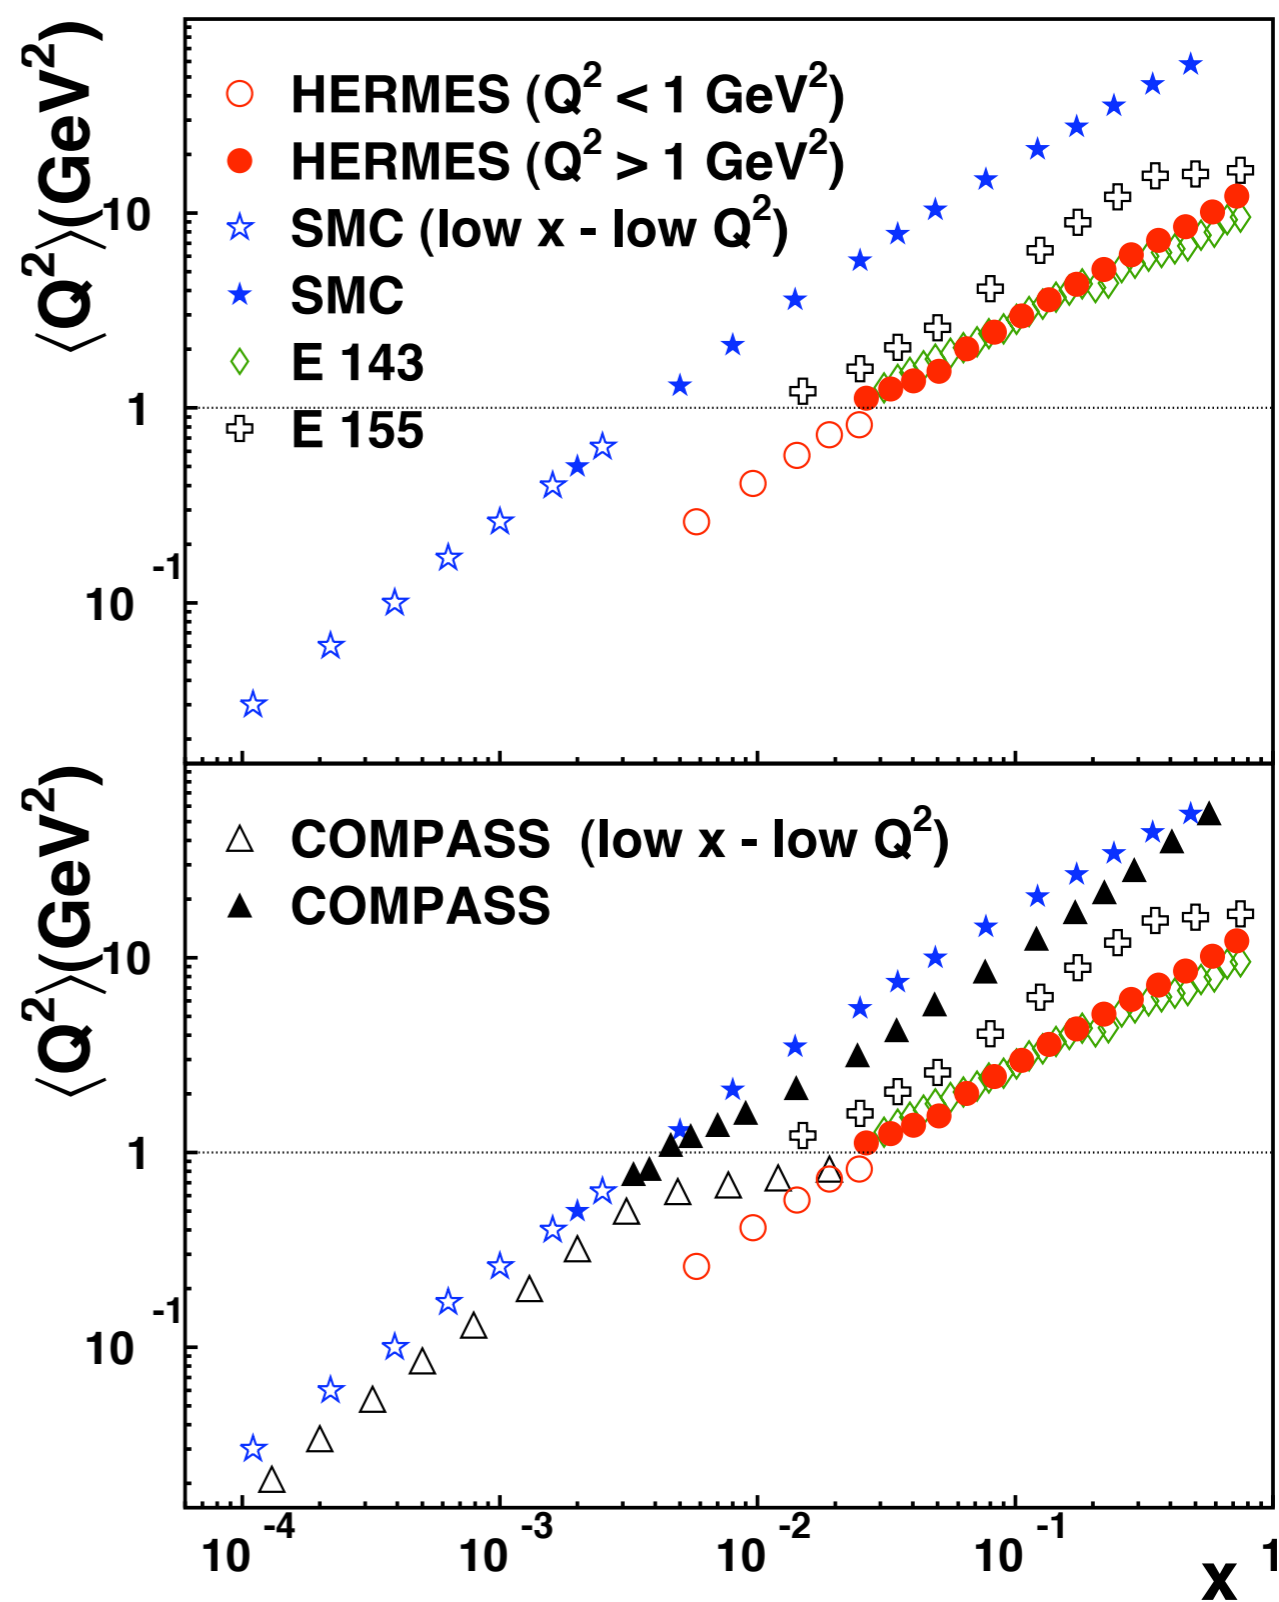 ⟨Q²⟩(GeV²)
HERMES (Q² < 1 GeV²)
HERMES (Q² > 1 GeV²)
SMC (low x - low Q²)
SMC
E 143
E 155
10
1
10⁻¹
⟨Q²⟩(GeV²)
COMPASS (low x - low Q²)
COMPASS
10
1
10⁻¹
10⁻⁴ 10⁻³ 10⁻² 10⁻¹ 1
x